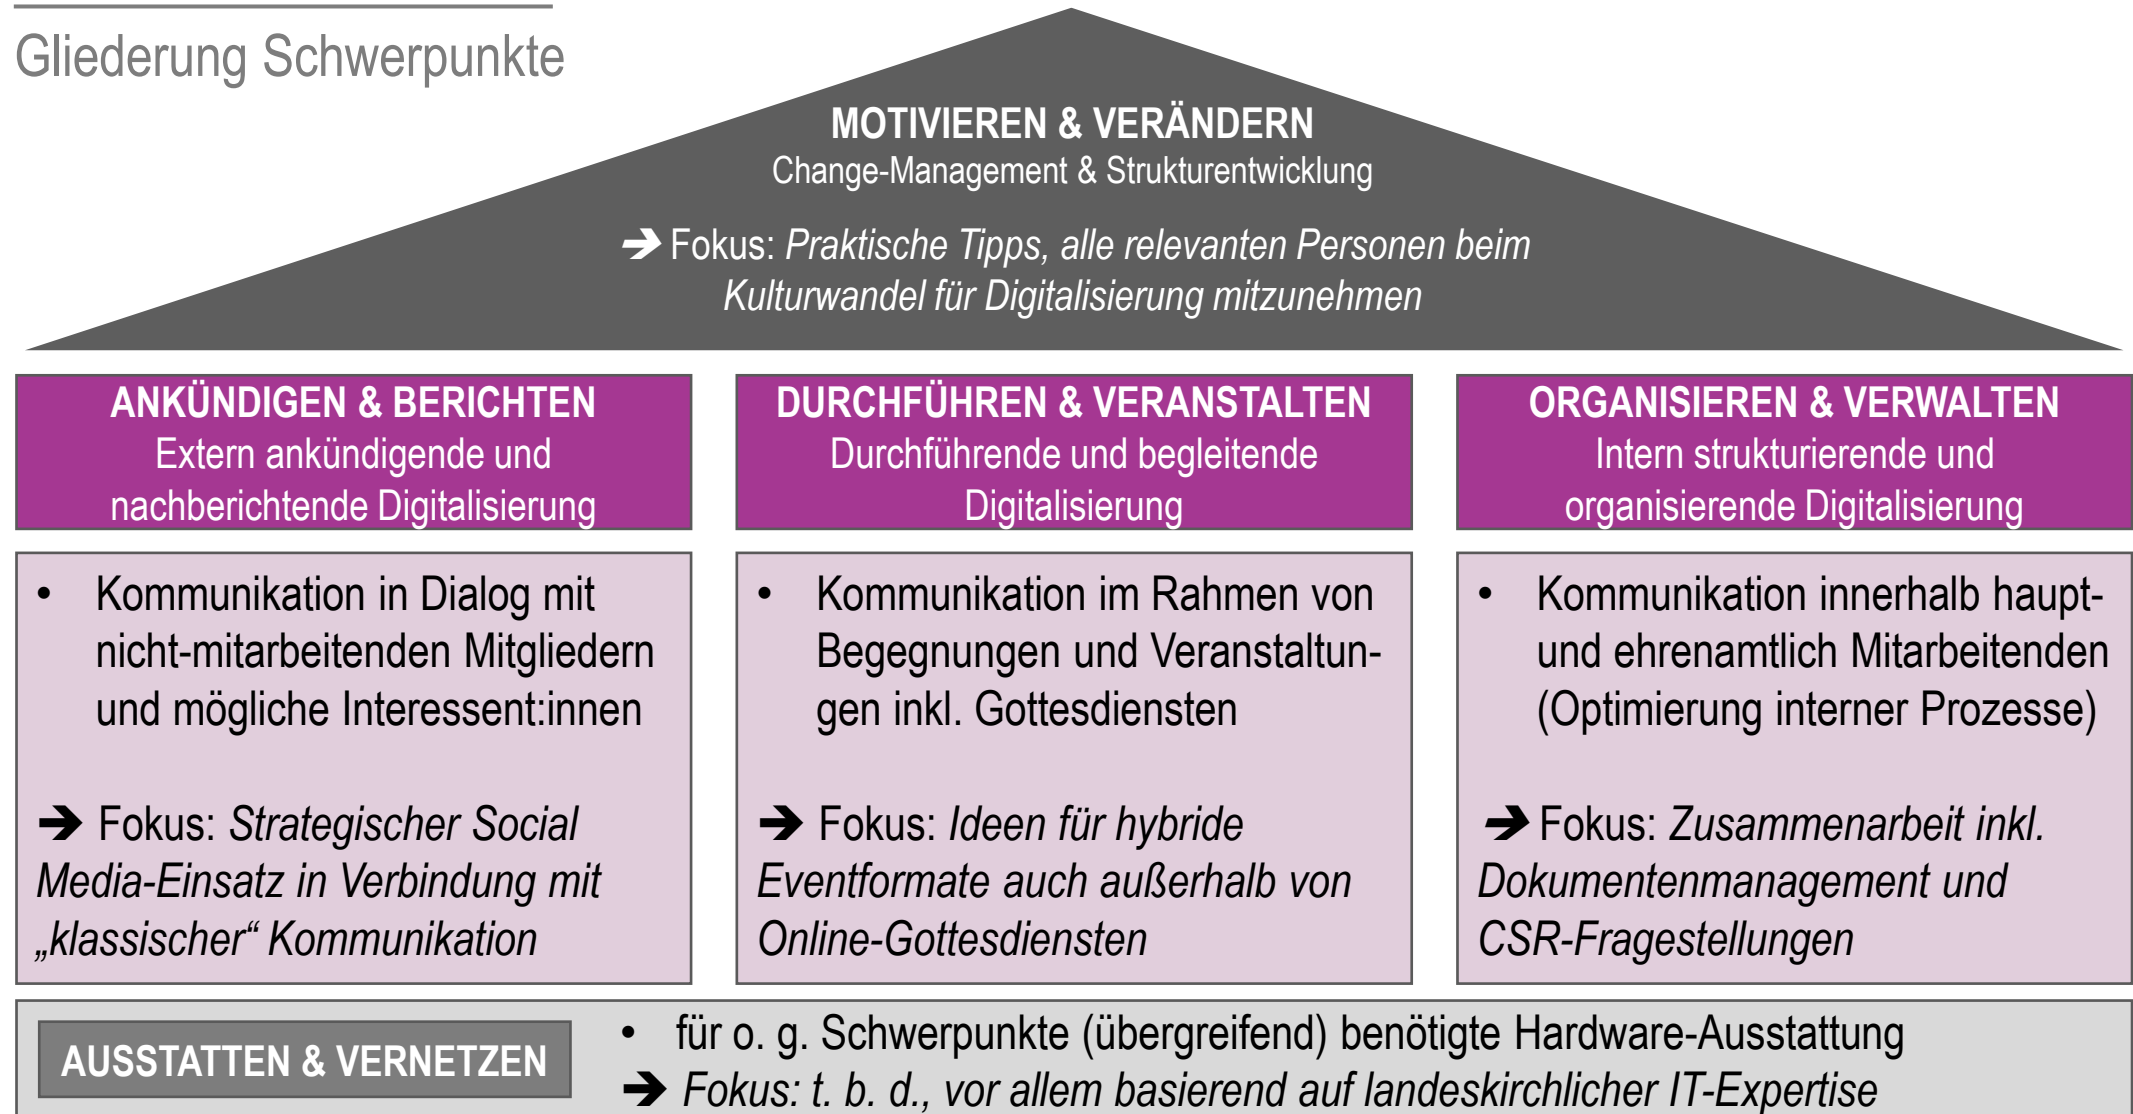 Gliederung Schwerpunkte
MOTIVIEREN & VERÄNDERN
Change-Management & Strukturentwicklung
➔ Fokus: Praktische Tipps, alle relevanten Personen beim
Kulturwandel für Digitalisierung mitzunehmen
ANKÜNDIGEN & BERICHTEN
Extern ankündigende und
nachberichtende Digitalisierung
• Kommunikation in Dialog mit
nicht-mitarbeitenden Mitgliedern
und mögliche Interessent:innen
➔ Fokus: Strategischer Social
Media-Einsatz in Verbindung mit
„klassischer“ Kommunikation
DURCHFÜHREN & VERANSTALTEN
Durchführende und begleitende
Digitalisierung
• Kommunikation im Rahmen von
Begegnungen und Veranstaltun-
gen inkl. Gottesdiensten
➔ Fokus: Ideen für hybride
Eventformate auch außerhalb von
Online-Gottesdiensten
ORGANISIEREN & VERWALTEN
Intern strukturierende und
organisierende Digitalisierung
• Kommunikation innerhalb haupt-
und ehrenamtlich Mitarbeitenden
(Optimierung interner Prozesse)
➔ Fokus: Zusammenarbeit inkl.
Dokumentenmanagement und
CSR-Fragestellungen
AUSSTATTEN & VERNETZEN
• für o. g. Schwerpunkte (übergreifend) benötigte Hardware-Ausstattung
➔ Fokus: t. b. d., vor allem basierend auf landeskirchlicher IT-Expertise